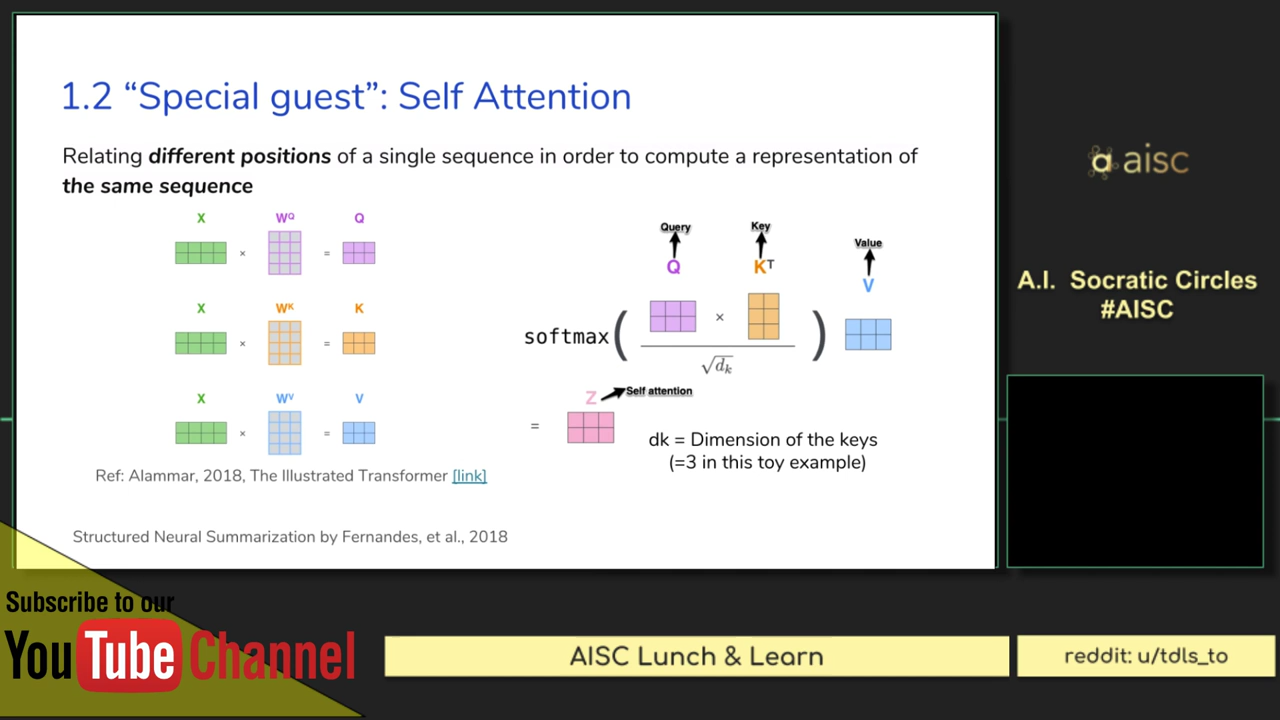 1.2 “Special guest”: Self Attention
Relating different positions of a single sequence in order to compute a representation of
the same sequence
X WQ Q
× =
X WK K
× =
X WV V
× =
Ref: Alammar, 2018, The Illustrated Transformer [link]
Query
Key
Value
Q
KT
V
softmax( × )
√dk
Z
Self attention
=
dk = Dimension of the keys
(=3 in this toy example)
Structured Neural Summarization by Fernandes, et al., 2018
aisc
A.I. Socratic Circles
#AISC
Subscribe to our
YouTube Channel
AISC Lunch & Learn
reddit: u/tdls_to